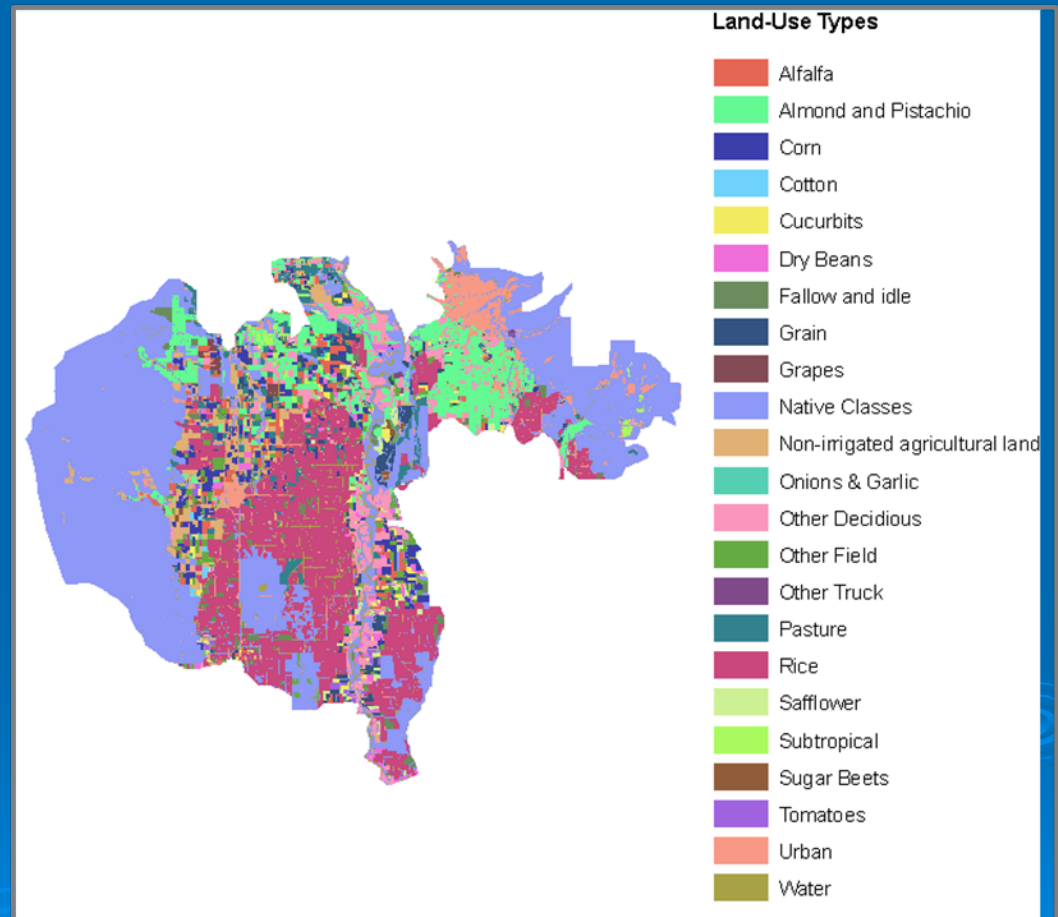 Land-Use Types
Alfalfa
Almond and Pistachio
Corn
Cotton
Cucurbits
Dry Beans
Fallow and idle
Grain
Grapes
Native Classes
Non-irrigated agricultural land
Onions & Garlic
Other Decidious
Other Field
Other Truck
Pasture
Rice
Safflower
Subtropical
Sugar Beets
Tomatoes
Urban
Water